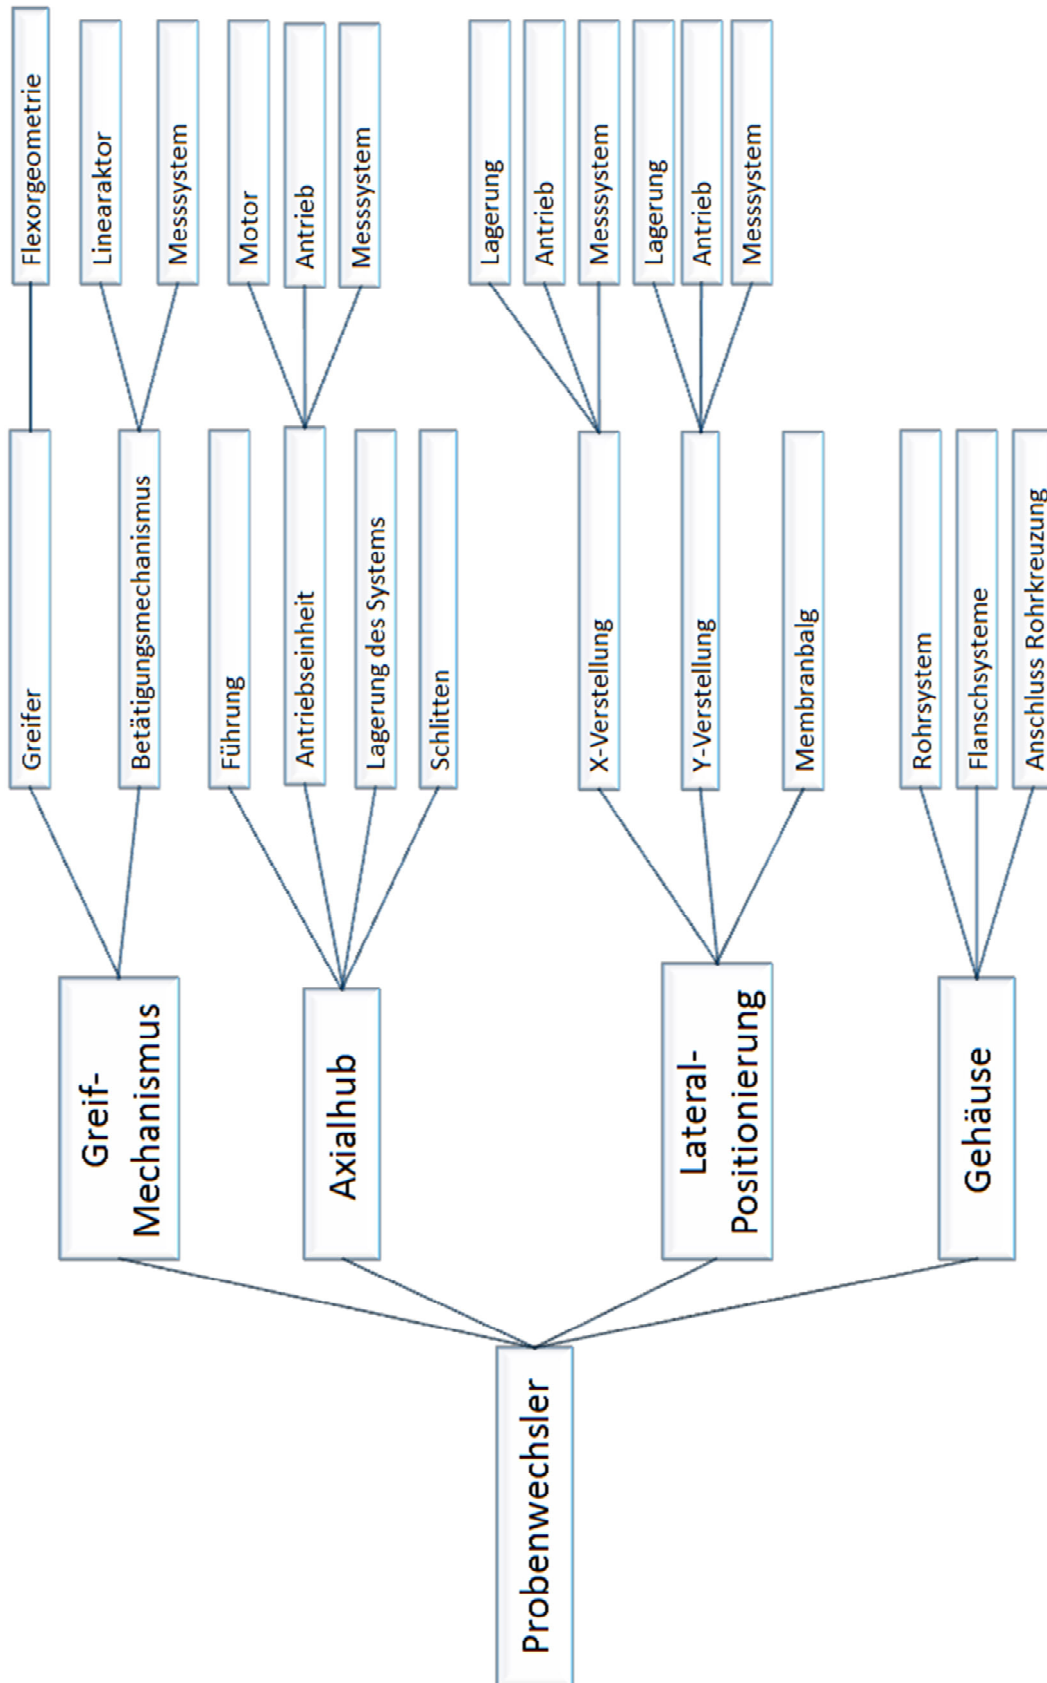 Probenwechsler
Greif-
Mechanismus
Axialhub
Lateral-
Positionierung
Gehäuse
Greifer
Betätigungsmechanismus
Führung
Antriebseinheit
Lagerung des Systems
Schlitten
X-Verstellung
Y-Verstellung
Membranbalg
Rohrsystem
Flanschsysteme
Anschluss Rohrkreuzung
Flexorgeometrie
Linearaktor
Messsystem
Motor
Antrieb
Messsystem
Lagerung
Antrieb
Messsystem
Lagerung
Antrieb
Messsystem